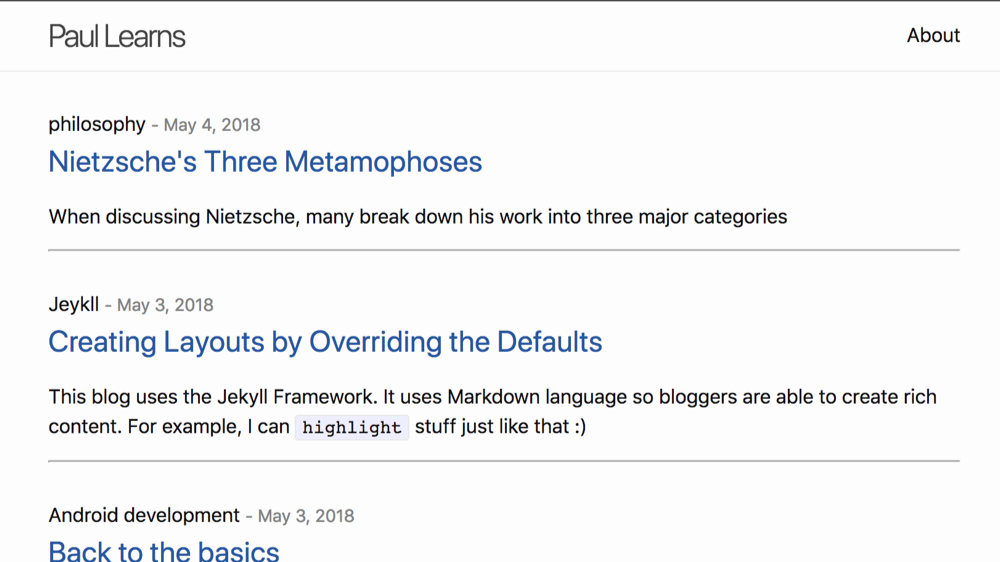 Paul Learns
About
philosophy - May 4, 2018
Nietzsche's Three Metamophoses
When discussing Nietzsche, many break down his work into three major categories
Jeykll - May 3, 2018
Creating Layouts by Overriding the Defaults
This blog uses the Jekyll Framework. It uses Markdown language so bloggers are able to create rich
content. For example, I can highlight stuff just like that :)
Android development - May 3, 2018
Back to the basics